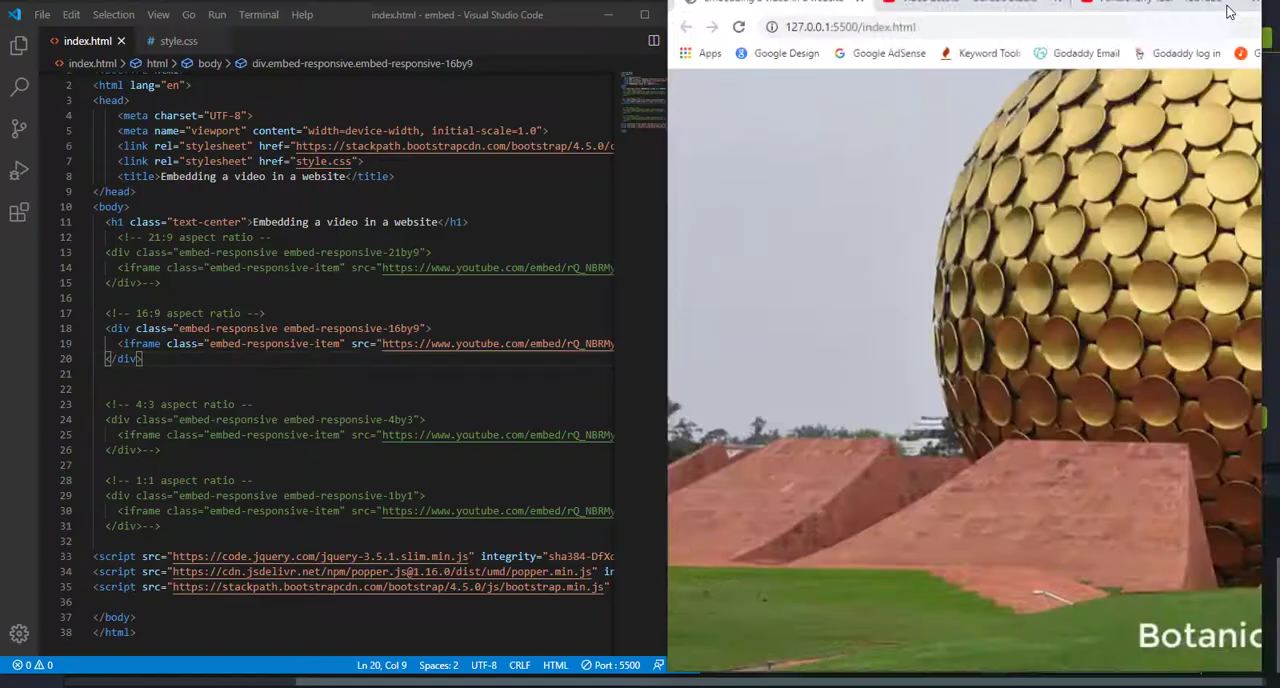 File Edit Selection View Go Run Terminal Help index.html - embed - Visual Studio Code
index.html style.css
index.html > html > body > div.embed-responsive.embed-responsive-16by9
2 <html lang="en">
3 <head>
4 <meta charset="UTF-8">
5 <meta name="viewport" content="width=device-width, initial-scale=1.0">
6 <link rel="stylesheet" href="https://stackpath.bootstrapcdn.com/bootstrap/4.5.0/
7 <link rel="stylesheet" href="style.css">
8 <title>Embedding a video in a website</title>
9 </head>
10 <body>
11 <h1 class="text-center">Embedding a video in a website</h1>
12 <!-- 21:9 aspect ratio --
13 <div class="embed-responsive embed-responsive-21by9">
14 <iframe class="embed-responsive-item" src="https://www.youtube.com/embed/rQ_NBRMy
15 </div>-->
16
17 <!-- 16:9 aspect ratio -->
18 <div class="embed-responsive embed-responsive-16by9">
19 <iframe class="embed-responsive-item" src="https://www.youtube.com/embed/rQ_NBRMy
20 </div>
21
22
23 <!-- 4:3 aspect ratio --
24 <div class="embed-responsive embed-responsive-4by3">
25 <iframe class="embed-responsive-item" src="https://www.youtube.com/embed/rQ_NBRMy
26 </div>-->
27
28 <!-- 1:1 aspect ratio --
29 <div class="embed-responsive embed-responsive-1by1">
30 <iframe class="embed-responsive-item" src="https://www.youtube.com/embed/rQ_NBRMy
31 </div>-->
32
33 <script src="https://code.jquery.com/jquery-3.5.1.slim.min.js" integrity="sha384-DfXd
34 <script src="https://cdn.jsdelivr.net/npm/popper.js@1.16.0/dist/umd/popper.min.js" in
35 <script src="https://stackpath.bootstrapcdn.com/bootstrap/4.5.0/js/bootstrap.min.js"
36
37 </body>
38 </html>
0 0 Ln 20, Col 9 Spaces: 2 UTF-8 CRLF HTML Port : 5500
127.0.0.1:5500/index.html
Apps Google Design Google AdSense Keyword Tool: Godaddy Email Godaddy log in G
Botanic